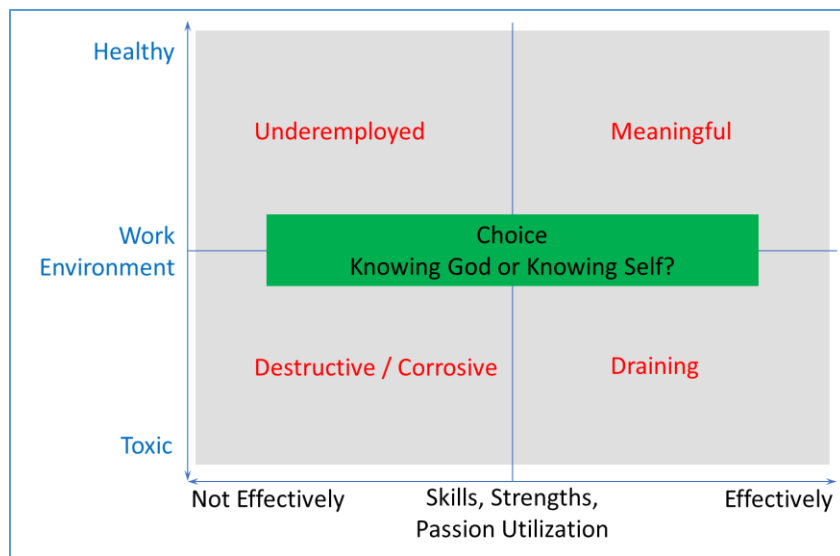 Healthy
Underemployed
Meaningful
Work
Environment
Choice
Knowing God or Knowing Self?
Destructive / Corrosive
Draining
Toxic
Not Effectively
Skills, Strengths,
Passion Utilization
Effectively